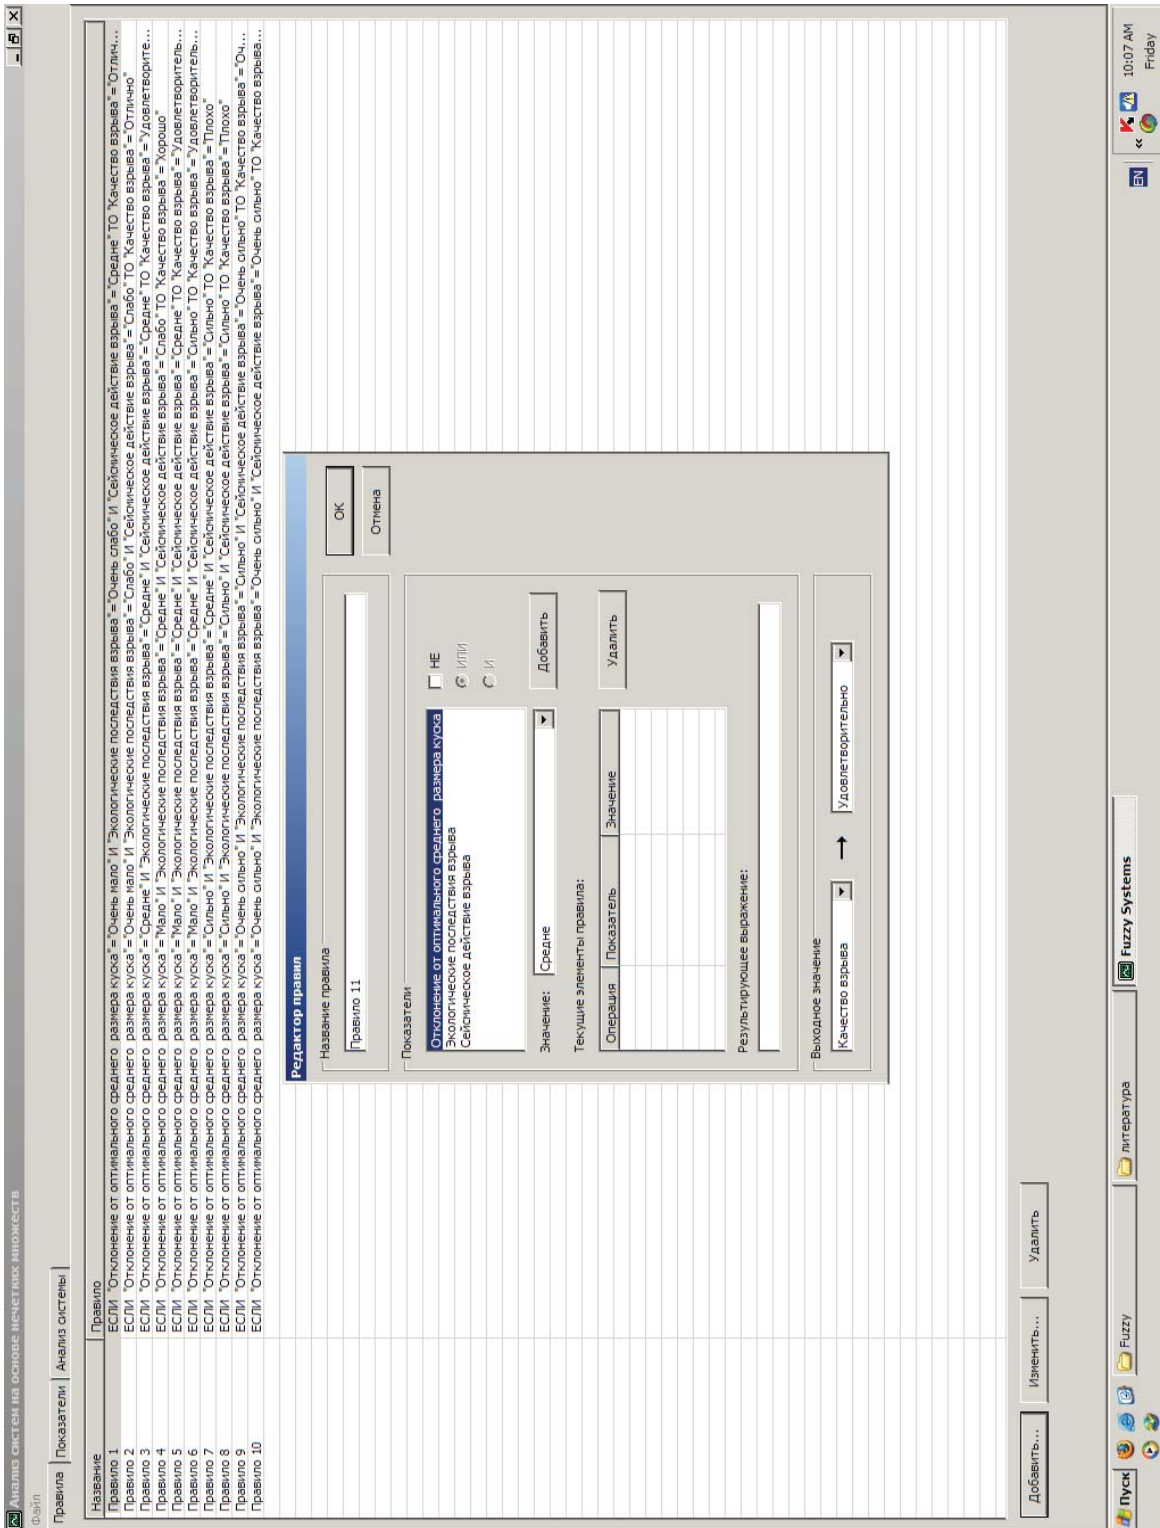 Анализ систем на основе нечетких множеств
Файл
Правила Показатели Анализ системы
Название Правило
Правило 1 ЕСЛИ "Отклонение от оптимального среднего размера куска"="Очень мало" И "Экологические последствия взрыва"="Очень слабо" И "Сейсмическое действие взрыва"="Средне" ТО "Качество взрыва"="Отлич...
Правило 2 ЕСЛИ "Отклонение от оптимального среднего размера куска"="Очень мало" И "Экологические последствия взрыва"="Слабо" И "Сейсмическое действие взрыва"="Слабо" ТО "Качество взрыва"="Отлично"
Правило 3 ЕСЛИ "Отклонение от оптимального среднего размера куска"="Средне" И "Экологические последствия взрыва"="Средне" И "Сейсмическое действие взрыва"="Средне" ТО "Качество взрыва"="Удовлетворите...
Правило 4 ЕСЛИ "Отклонение от оптимального среднего размера куска"="Мало" И "Экологические последствия взрыва"="Средне" И "Сейсмическое действие взрыва"="Слабо" ТО "Качество взрыва"="Хорошо"
Правило 5 ЕСЛИ "Отклонение от оптимального среднего размера куска"="Мало" И "Экологические последствия взрыва"="Средне" И "Сейсмическое действие взрыва"="Средне" ТО "Качество взрыва"="Удовлетворитель...
Правило 6 ЕСЛИ "Отклонение от оптимального среднего размера куска"="Мало" И "Экологические последствия взрыва"="Средне" И "Сейсмическое действие взрыва"="Сильно" ТО "Качество взрыва"="Удовлетворитель...
Правило 7 ЕСЛИ "Отклонение от оптимального среднего размера куска"="Сильно" И "Экологические последствия взрыва"="Средне" И "Сейсмическое действие взрыва"="Сильно" ТО "Качество взрыва"="Плохо"
Правило 8 ЕСЛИ "Отклонение от оптимального среднего размера куска"="Сильно" И "Экологические последствия взрыва"="Сильно" И "Сейсмическое действие взрыва"="Сильно" ТО "Качество взрыва"="Плохо"
Правило 9 ЕСЛИ "Отклонение от оптимального среднего размера куска"="Очень сильно" И "Экологические последствия взрыва"="Сильно" И "Сейсмическое действие взрыва"="Очень сильно" ТО "Качество взрыва"="Оч...
Правило 10 ЕСЛИ "Отклонение от оптимального среднего размера куска"="Очень сильно" И "Экологические последствия взрыва"="Очень сильно" И "Сейсмическое действие взрыва"="Очень сильно" ТО "Качество взрыва...
Редактор правил
Название правила
Правило 11
ОК
Отмена
Показатели
Отклонение от оптимального среднего размера куска
Экологические последствия взрыва
Сейсмическое действие взрыва
НЕ
ИЛИ
И
Значение: Средне Добавить
Текущие элементы правила:
Операция Показатель Значение
Удалить
Результирующее выражение:
Выходное значение
Качество взрыва → Удовлетворительно
Добавить... Изменить... Удалить
Пуск Fuzzy литература Fuzzy Systems EN « 10:07 AM
Friday